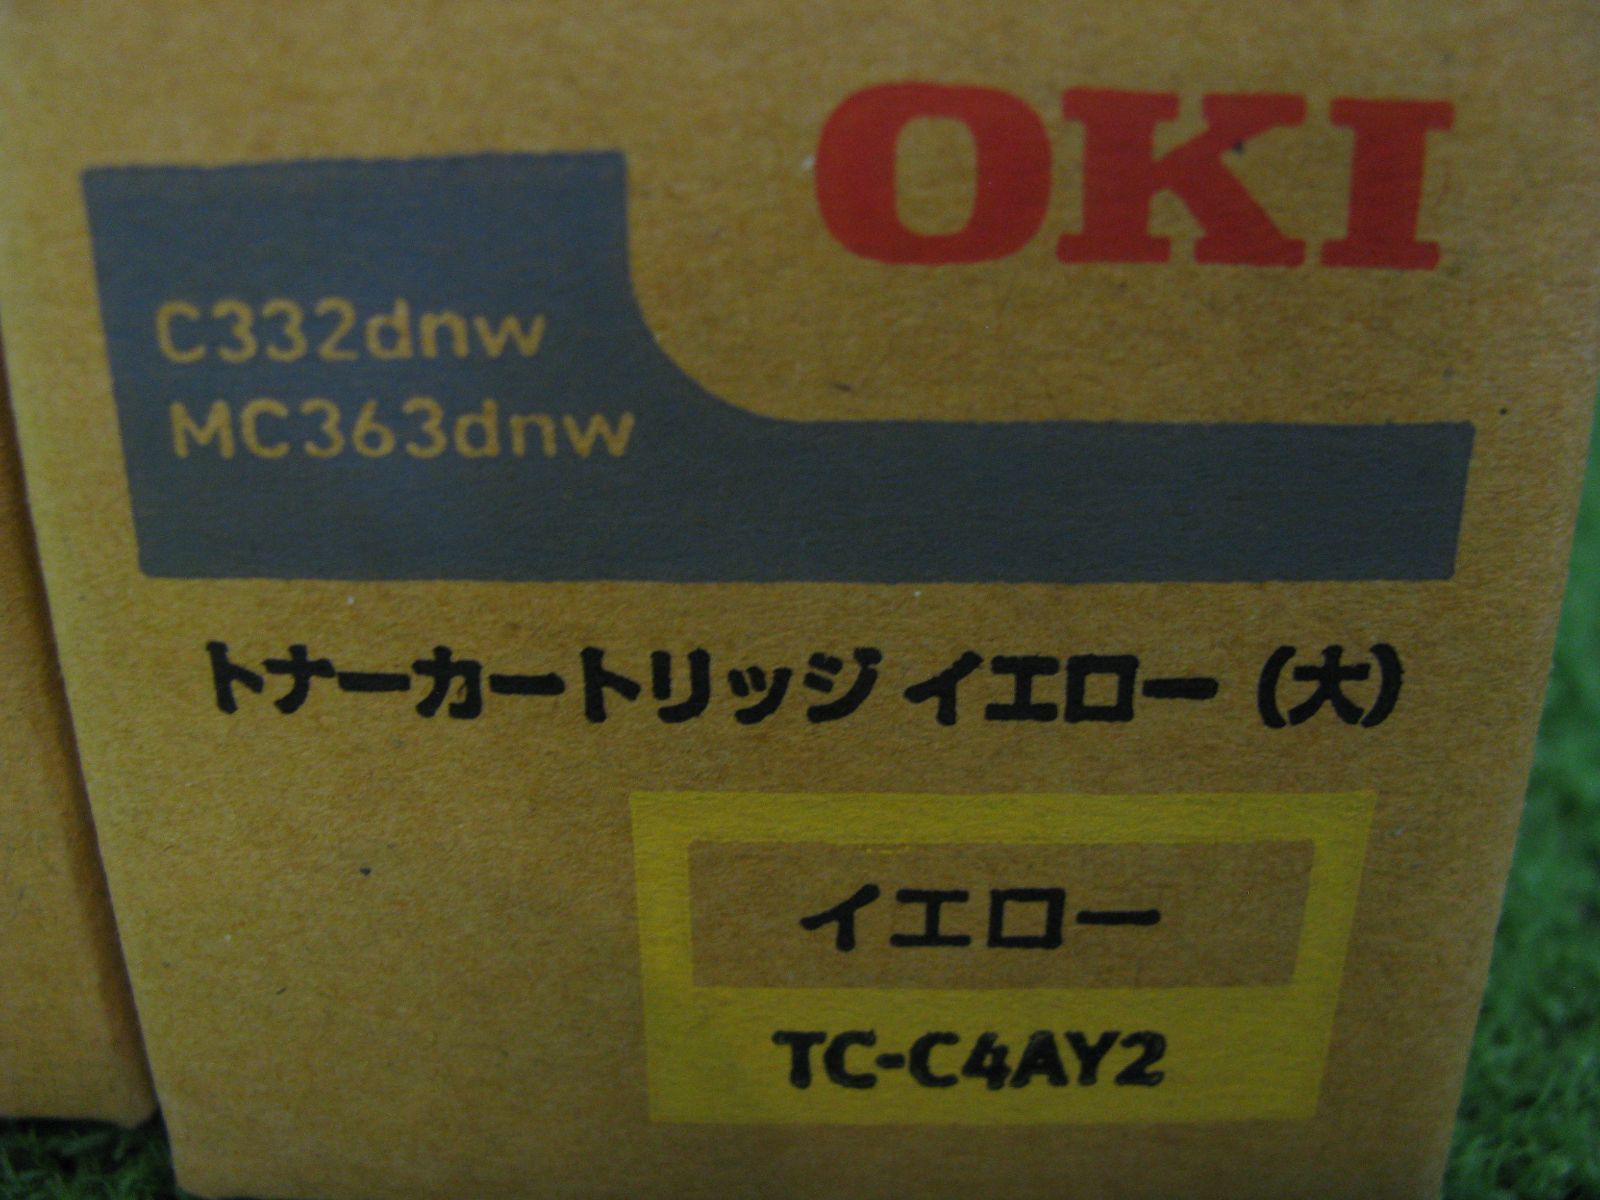 OKI
C332dnw
MC363dnw
トナーカートリッジ イエロー (大)
イエロー
TC-C4AY2